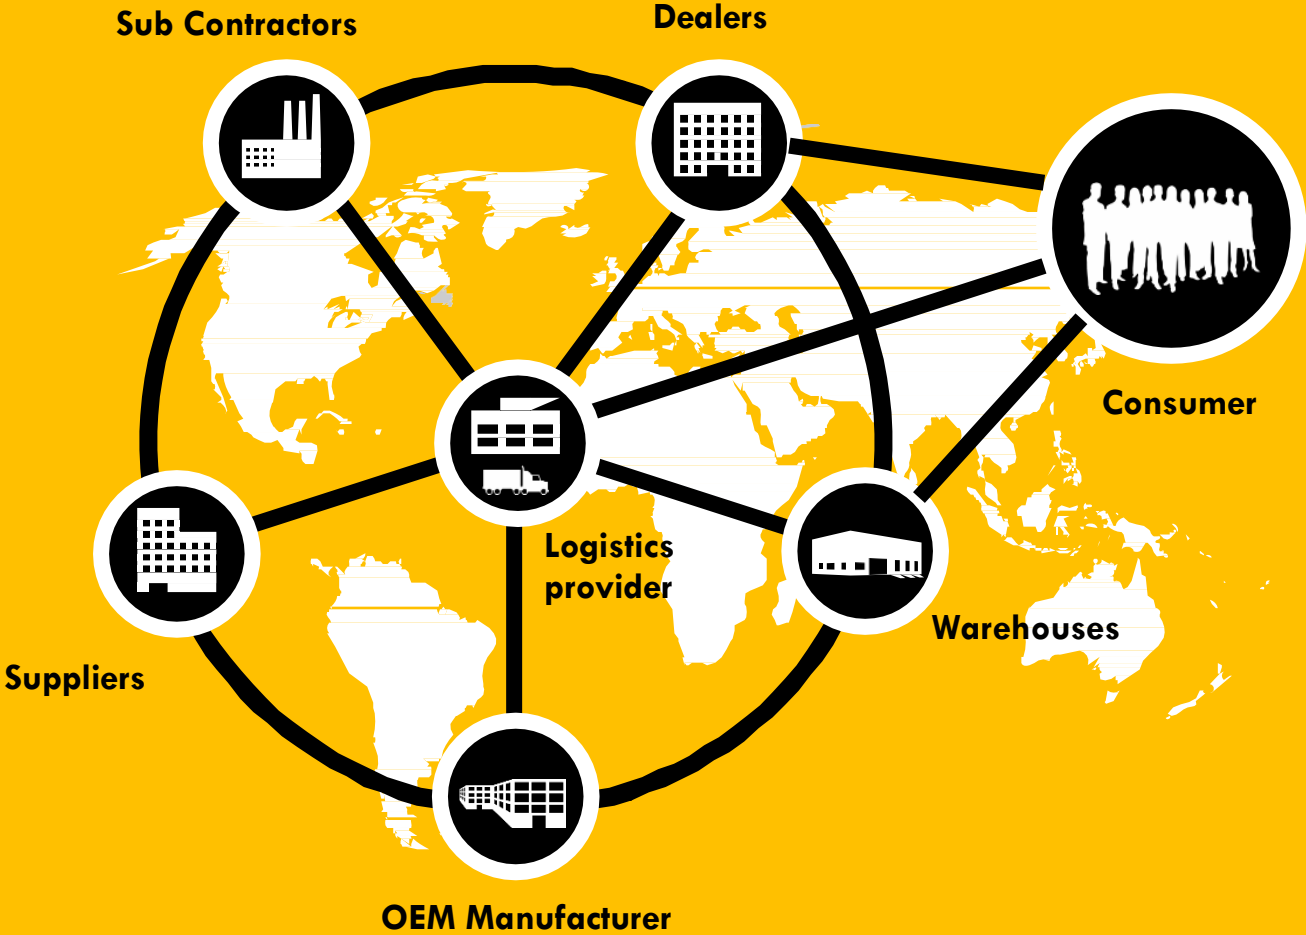 Sub Contractors
Dealers
Consumer
Logistics
provider
Warehouses
Suppliers
OEM Manufacturer